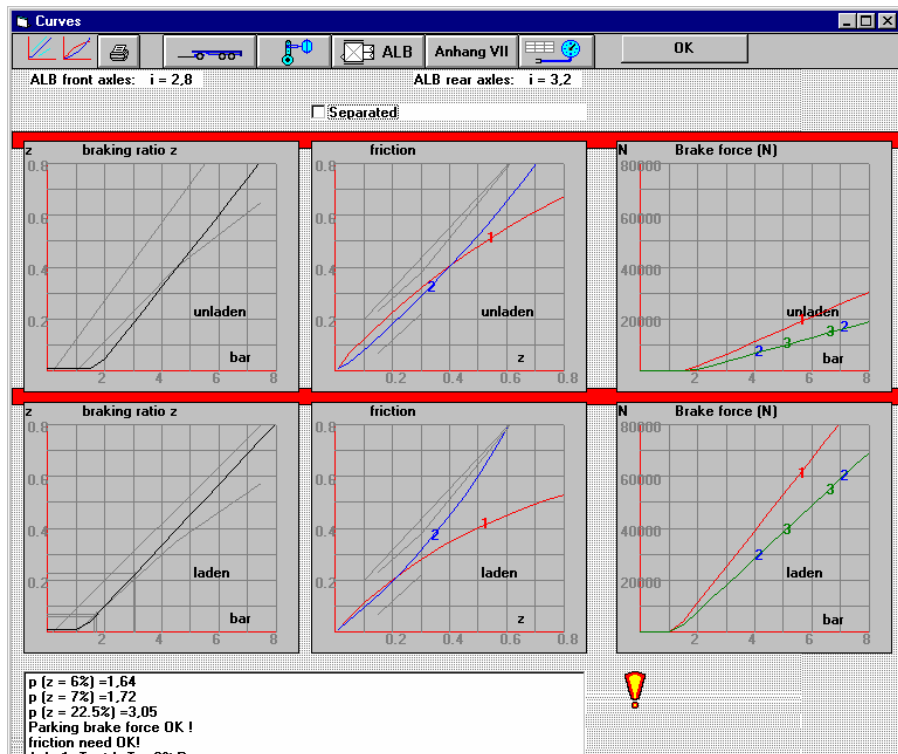 Curves
ALB
Anhang VII
OK
ALB front axles: i = 2,8
ALB rear axles: i = 3,2
Separated
z braking ratio z
0.8
0.6
0.4
0.2
unladen
bar
2 4 6 8
friction
0.8
0.6
0.4
0.2
1
2
unladen
z
0.2 0.4 0.6 0.8
N Brake force (N)
80000
60000
40000
20000
unladen
1
2 3 3 2
bar
2 4 6 8
z braking ratio z
0.8
0.6
0.4
0.2
laden
bar
2 4 6 8
friction
0.8
0.6
0.4
0.2
1
2
laden
z
0.2 0.4 0.6 0.8
N Brake force (N)
80000
60000
40000
20000
1
2
3
3
2
laden
bar
2 4 6 8
p (z = 6%) =1,64
p (z = 7%) =1,72
p (z = 22.5%) =3,05
Parking brake force OK !
friction need OK!